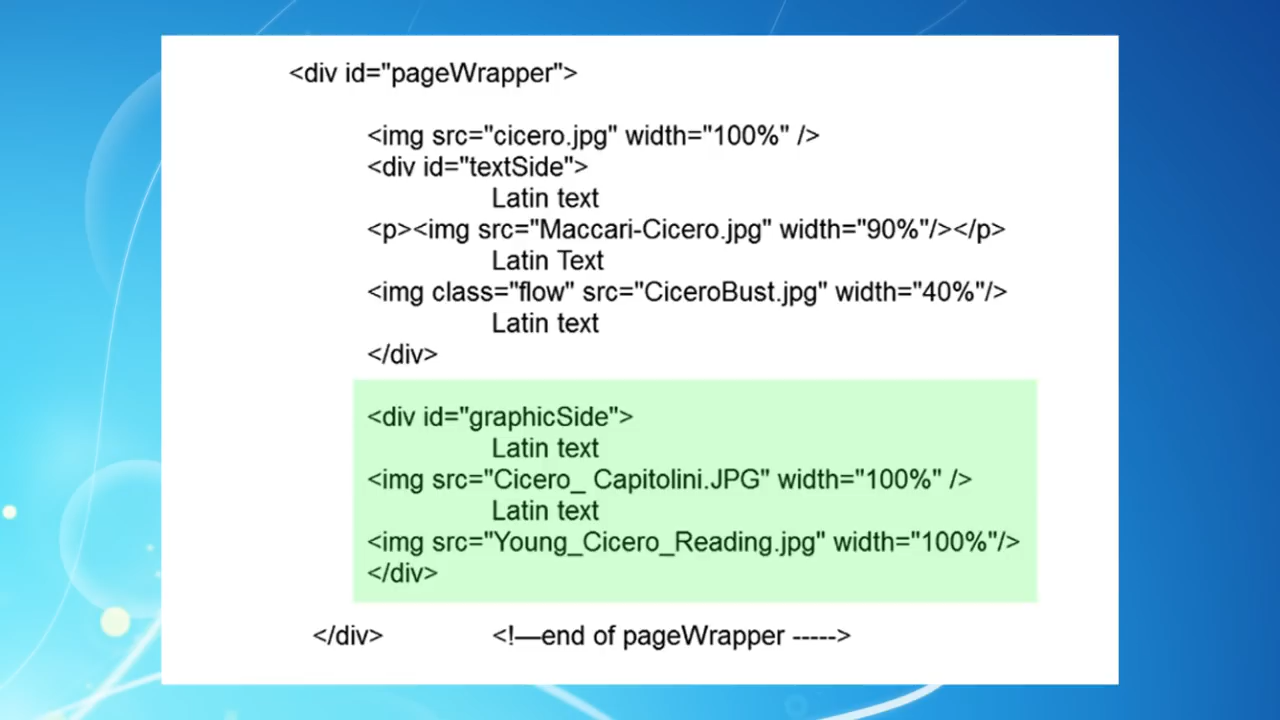 <div id="pageWrapper">
<img src="cicero.jpg" width="100%" />
<div id="textSide">
Latin text
<p><img src="Maccari-Cicero.jpg" width="90%"/></p>
Latin Text
<img class="flow" src="CiceroBust.jpg" width="40%"/>
Latin text
</div>
<div id="graphicSide">
Latin text
<img src="Cicero_ Capitolini.JPG" width="100%" />
Latin text
<img src="Young_Cicero_Reading.jpg" width="100%"/>
</div>
</div> <!—end of pageWrapper ----->